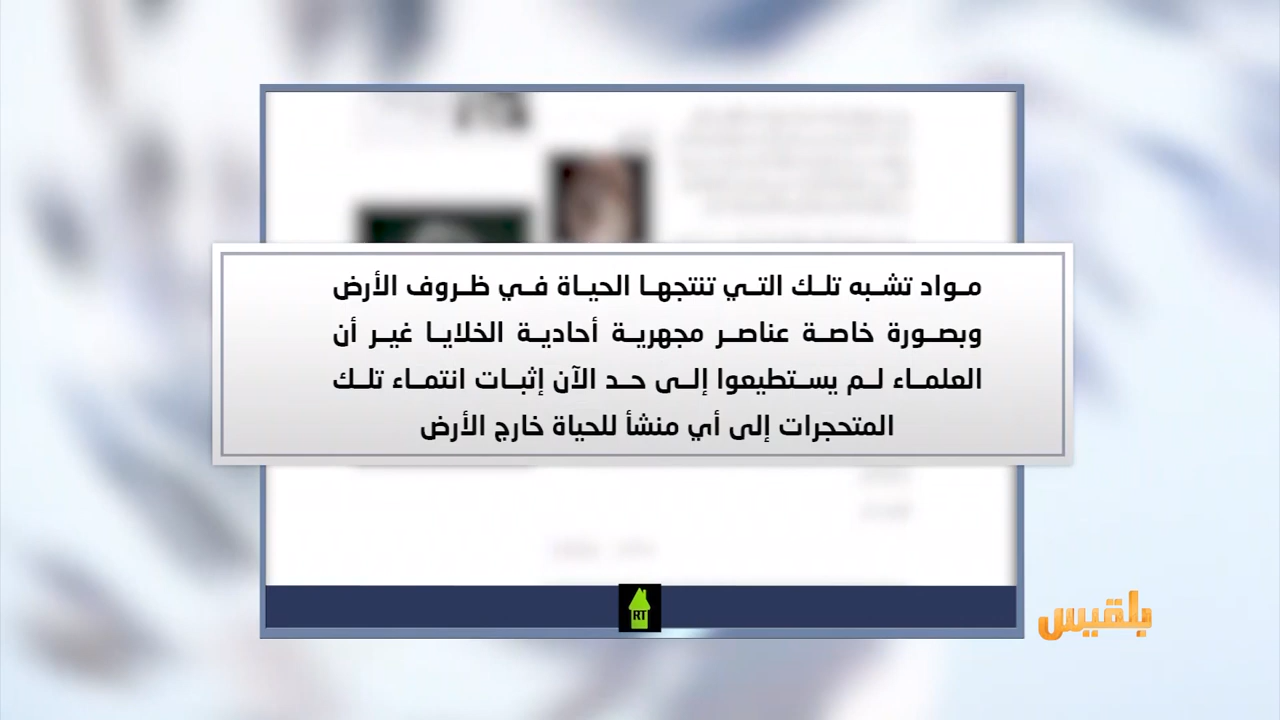 مواد تشبه تلك التي تنتجها الحياة في ظروف الأرض
وبصورة خاصة عناصر مجهرية أحادية الخلايا غير أن
العلماء لم يستطيعوا إلى حد الآن إثبات انتماء تلك
المتحجرات إلى أي منشأ للحياة خارج الأرض
RT
بلقيس